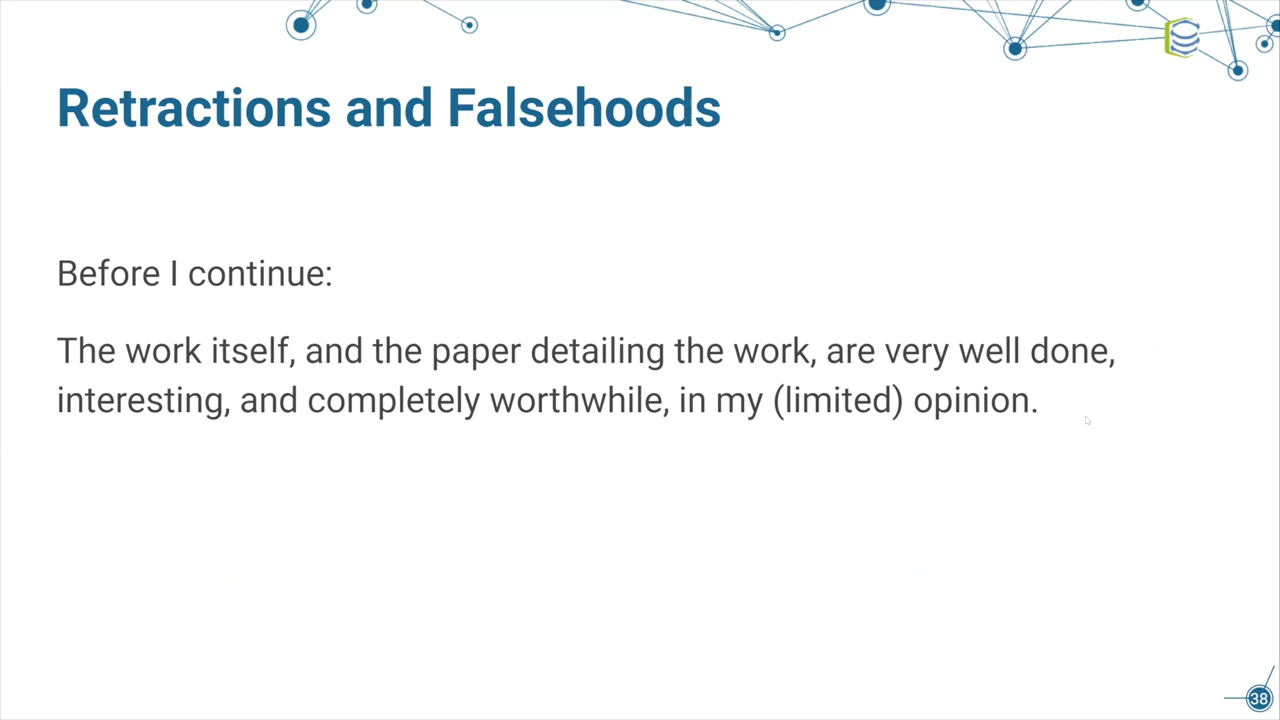 Retractions and Falsehoods
Before I continue:
The work itself, and the paper detailing the work, are very well done,
interesting, and completely worthwhile, in my (limited) opinion.
38